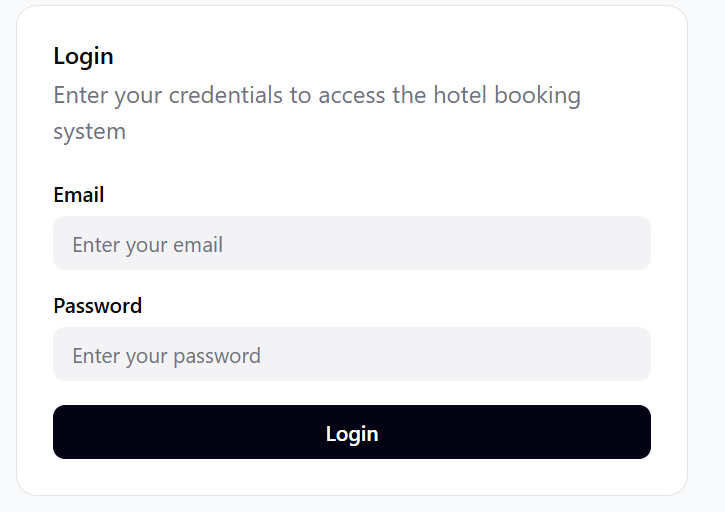 Login
Enter your credentials to access the hotel booking
system
Email
Enter your email
Password
Enter your password
Login